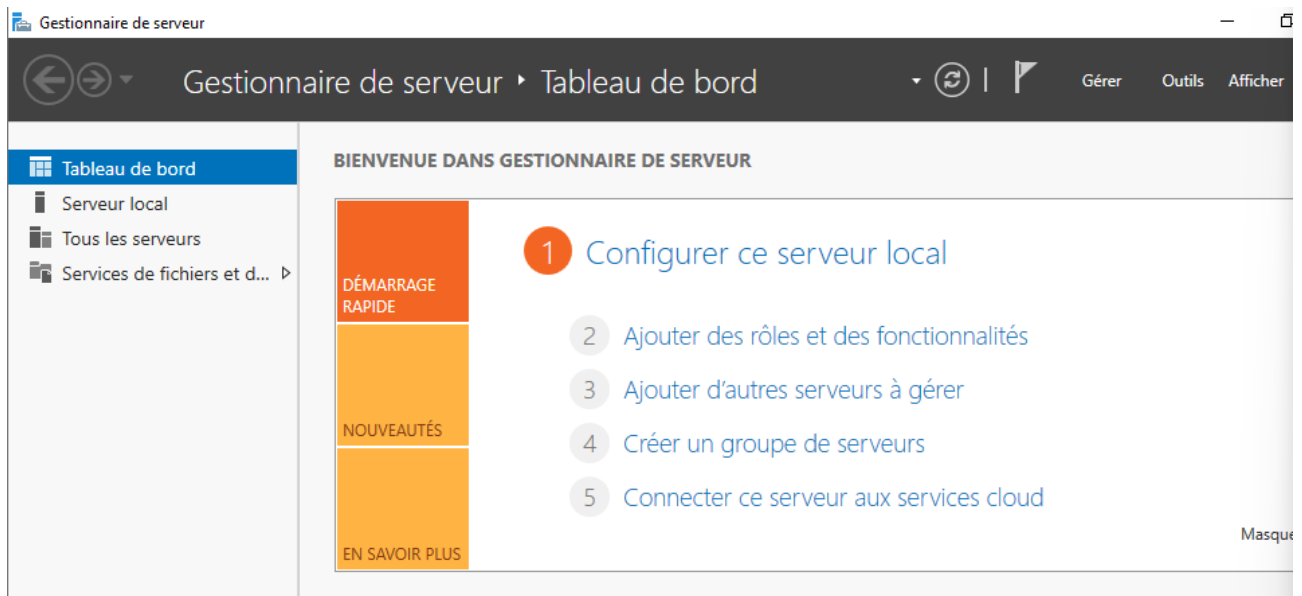 Gestionnaire de serveur
Gestionnaire de serveur ‣ Tableau de bord
Gérer Outils Afficher
Tableau de bord
Serveur local
Tous les serveurs
Services de fichiers et d...
BIENVENUE DANS GESTIONNAIRE DE SERVEUR
DÉMARRAGE
RAPIDE
NOUVEAUTÉS
EN SAVOIR PLUS
1 Configurer ce serveur local
2 Ajouter des rôles et des fonctionnalités
3 Ajouter d’autres serveurs à gérer
4 Créer un groupe de serveurs
5 Connecter ce serveur aux services cloud
Masque